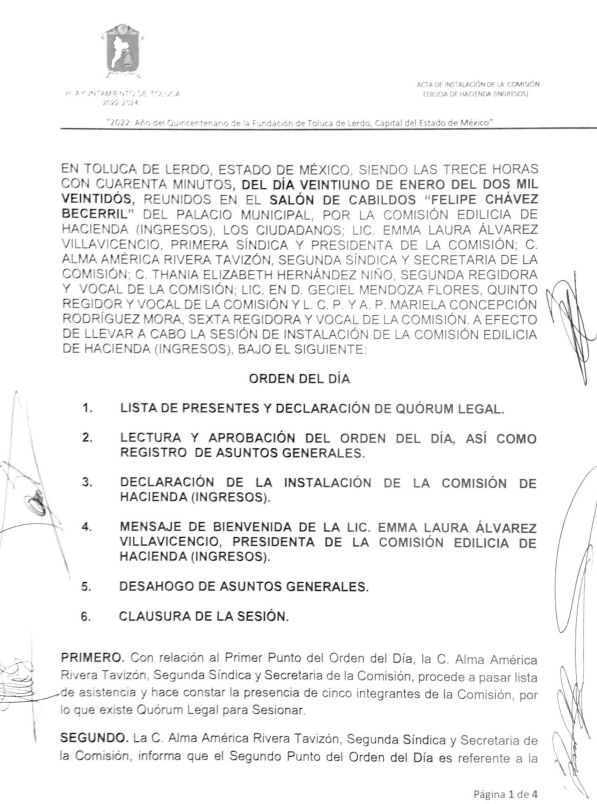 H. AYUNTAMIENTO DE TOLUCA
2022-2024
ACTA DE INSTALACIÓN DE LA COMISIÓN
EDILICIA DE HACIENDA (INGRESOS)
"2022. Año del Quincentenario de la Fundación de Toluca de Lerdo, Capital del Estado de México"
EN TOLUCA DE LERDO, ESTADO DE MÉXICO, SIENDO LAS TRECE HORAS
CON CUARENTA MINUTOS, DEL DÍA VEINTIUNO DE ENERO DEL DOS MIL
VEINTIDÓS, REUNIDOS EN EL SALÓN DE CABILDOS "FELIPE CHÁVEZ
BECERRIL" DEL PALACIO MUNICIPAL, POR LA COMISIÓN EDILICIA DE
HACIENDA (INGRESOS), LOS CIUDADANOS; LIC. EMMA LAURA ÁLVAREZ
VILLAVICENCIO, PRIMERA SÍNDICA Y PRESIDENTA DE LA COMISIÓN; C.
ALMA AMÉRICA RIVERA TAVIZÓN, SEGUNDA SÍNDICA Y SECRETARIA DE LA
COMISIÓN; C. THANIA ELIZABETH HERNÁNDEZ NIÑO, SEGUNDA REGIDORA
Y VOCAL DE LA COMISIÓN; LIC. EN D. GECIEL MENDOZA FLORES, QUINTO
REGIDOR Y VOCAL DE LA COMISIÓN Y L. C. P. Y A. P. MARIELA CONCEPCIÓN
RODRÍGUEZ MORA, SEXTA REGIDORA Y VOCAL DE LA COMISIÓN. A EFECTO
DE LLEVAR A CABO LA SESIÓN DE INSTALACIÓN DE LA COMISIÓN EDILICIA
DE HACIENDA (INGRESOS), BAJO EL SIGUIENTE:
ORDEN DEL DÍA
1. LISTA DE PRESENTES Y DECLARACIÓN DE QUÓRUM LEGAL.
2. LECTURA Y APROBACIÓN DEL ORDEN DEL DÍA, ASÍ COMO
REGISTRO DE ASUNTOS GENERALES.
3. DECLARACIÓN DE LA INSTALACIÓN DE LA COMISIÓN DE
HACIENDA (INGRESOS).
4. MENSAJE DE BIENVENIDA DE LA LIC. EMMA LAURA ÁLVAREZ
VILLAVICENCIO, PRESIDENTA DE LA COMISIÓN EDILICIA DE
HACIENDA (INGRESOS).
5. DESAHOGO DE ASUNTOS GENERALES.
6. CLAUSURA DE LA SESIÓN.
PRIMERO. Con relación al Primer Punto del Orden del Día, la C. Alma América
Rivera Tavizón, Segunda Síndica y Secretaria de la Comisión, procede a pasar lista
de asistencia y hace constar la presencia de cinco integrantes de la Comisión, por
lo que existe Quórum Legal para Sesionar.
SEGUNDO. La C. Alma América Rivera Tavizón, Segunda Síndica y Secretaria de
la Comisión, informa que el Segundo Punto del Orden del Día es referente a la
Página 1 de 4